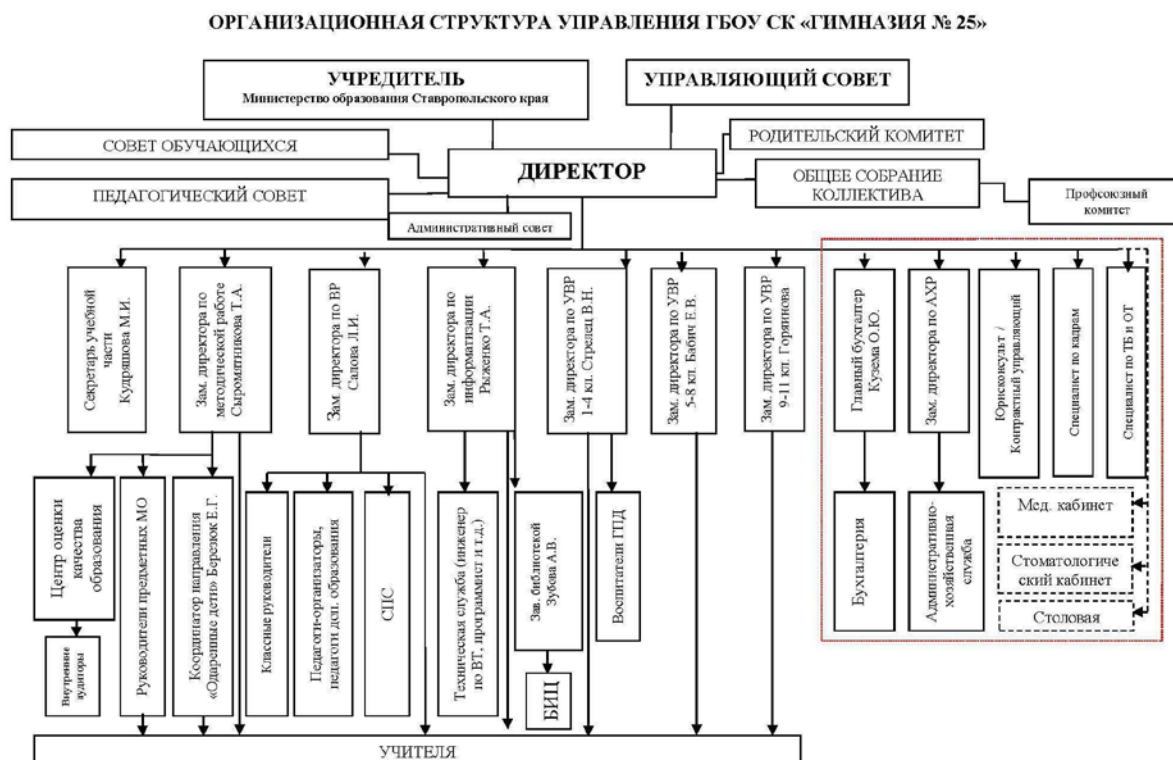 ОРГАНИЗАЦИОННАЯ СТРУКТУРА УПРАВЛЕНИЯ ГБОУ СК «ГИМНАЗИЯ № 25»
УЧРЕДИТЕЛЬ
Министерство образования Ставропольского края
УПРАВЛЯЮЩИЙ СОВЕТ
СОВЕТ ОБУЧАЮЩИХСЯ
РОДИТЕЛЬСКИЙ КОМИТЕТ
ДИРЕКТОР
ПЕДАГОГИЧЕСКИЙ СОВЕТ
ОБЩЕЕ СОБРАНИЕ
КОЛЛЕКТИВА
Профсоюзный
комитет
Административный совет
Секретарь учебной
части
Кудряшова М.И.
Зам. директора по
методической работе
Сыромятникова Т.А.
Зам. директора по ВР
Салова Л.И.
Зам. директора по
информатизации
Рыженко Т.А.
Зам. директора по УВР
1-4 кл. Стрелец В.Н.
Зам. директора по УВР
5-8 кл. Бабич Е.В.
Зам. директора по УВР
9-11 кл. Горяинова
Главный бухгалтер
Кузема О.Ю.
Зам. директора по АХР
Юрисконсульт /
Контрактный управляющий
Специалист по кадрам
Специалист по ТБ и ОТ
Центр оценки
качества
образования
Руководители предметных МО
Координатор направления
«Одаренные дети» Березюк Е.Г.
Классные руководители
Педагоги-организаторы,
педагоги доп. образования
СПС
Техническая служба (инженер
по ВТ, программист и т.д.)
Зав. библиотекой
Зубова А.В.
Воспитатели ГПД
Бухгалтерия
Административно-
хозяйственная
служба
Мед. кабинет
Стоматологиче
ский кабинет
Столовая
Внутренние
аудиторы
БИЦ
УЧИТЕЛЯ